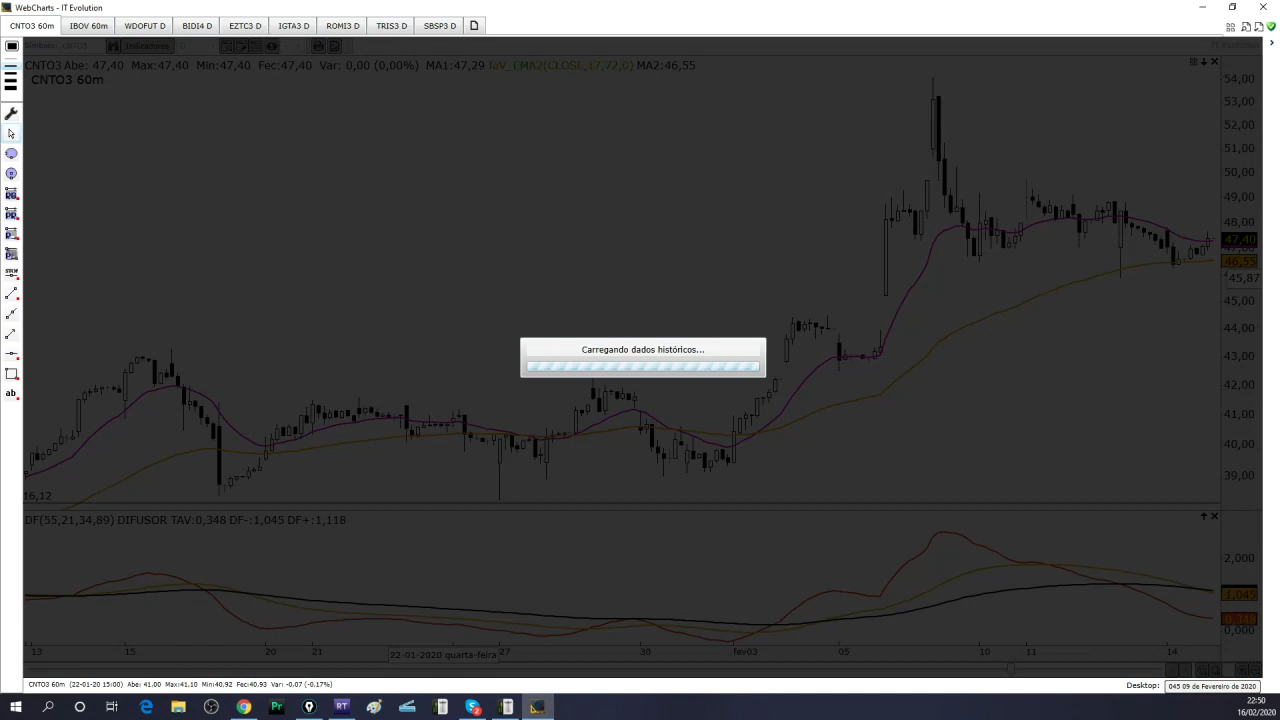 WebCharts - IT Evolution
CNTO3 60m IBOV 60m WDOFUT D BIDI4 D EZTC3 D IGTA3 D ROMI3 D TRIS3 D SBSP3 D
CNTO3 Indicadores D
CNTO3 Abe: 47,40 Max:47,40 Min:47,40 Fec:47,40 Var: 0,00 (0,00%) MA1:47,29 MA2:46,55
CNTO3 60m
54,00
53,00
52,00
51,00
50,00
49,00
48,00
47,40
46,55
45,87
45,00
44,00
43,00
42,00
41,00
40,00
39,00
Carregando dados históricos...
ab
16,12
DF(55,21,34,89) DIFUSOR TAV:0,348 DF-:1,045 DF+:1,118
2,000
1,045
0,348
0,000
13 15 20 21 27 30 fev03 05 10 11 14
22-01-2020 quarta-feira
CNTO3 60m (22-01-20 15:00) Abe: 41,00 Max:41,10 Min:40,92 Fec:40,93 Var: -0,07 (-0,17%)
Desktop: 045 09 de Fevereiro de 2020
Pr RT
22:50
16/02/2020